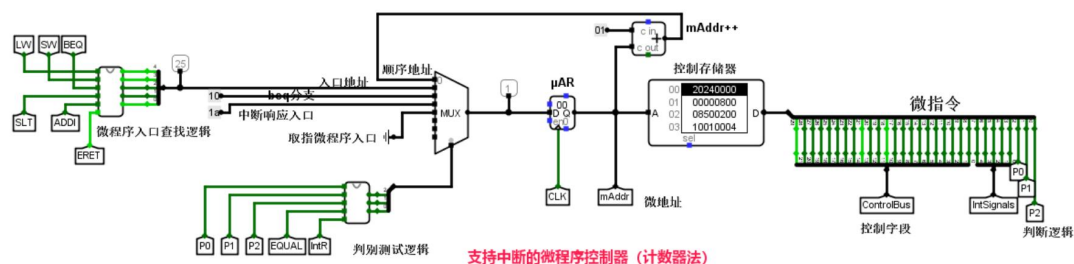 LW SW BEQ
25
SLT ADDI
微程序入口查找逻辑
ERET
顺序地址
入口地址
10 beq分支
1a 中断响应入口
取指微程序入口
0
MUX
P0 P1 P2 EQUAL IntR
判别测试逻辑
1
μAR
00
D Q
en 0
CLK
01
c in
+
c out
mAddr++
mAddr
微地址
控制存储器
A
00 20240000
01 00000800
02 08500200
03 10010004
D
sel
微指令
ControlBus
控制字段
IntSignals
P0
P1
P2
判断逻辑
支持中断的微程序控制器（计数器法）